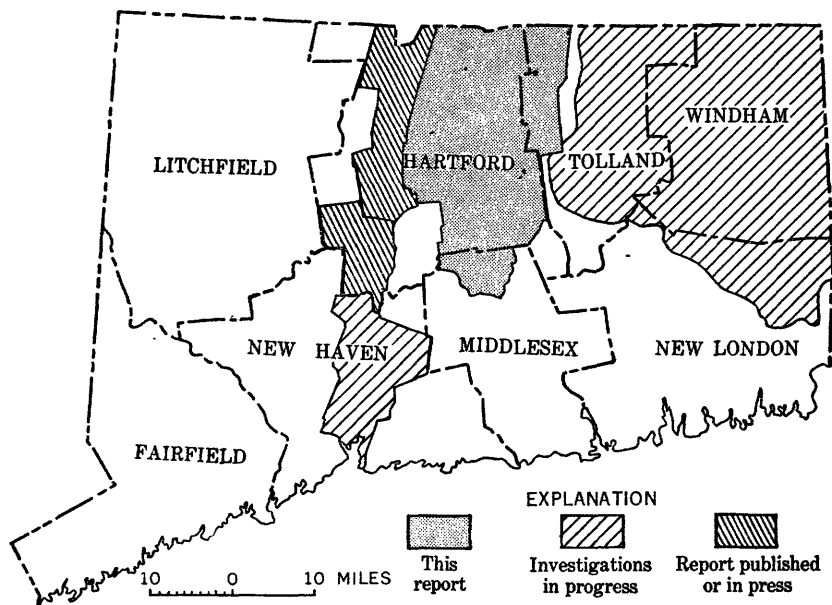 WINDHAM
LITCHFIELD
HARTFORD
TOLLAND
NEW HAVEN
MIDDLESEX
NEW LONDON
FAIRFIELD
EXPLANATION
This
report
Investigations
in progress
Report published
or in press
10 0 10 MILES